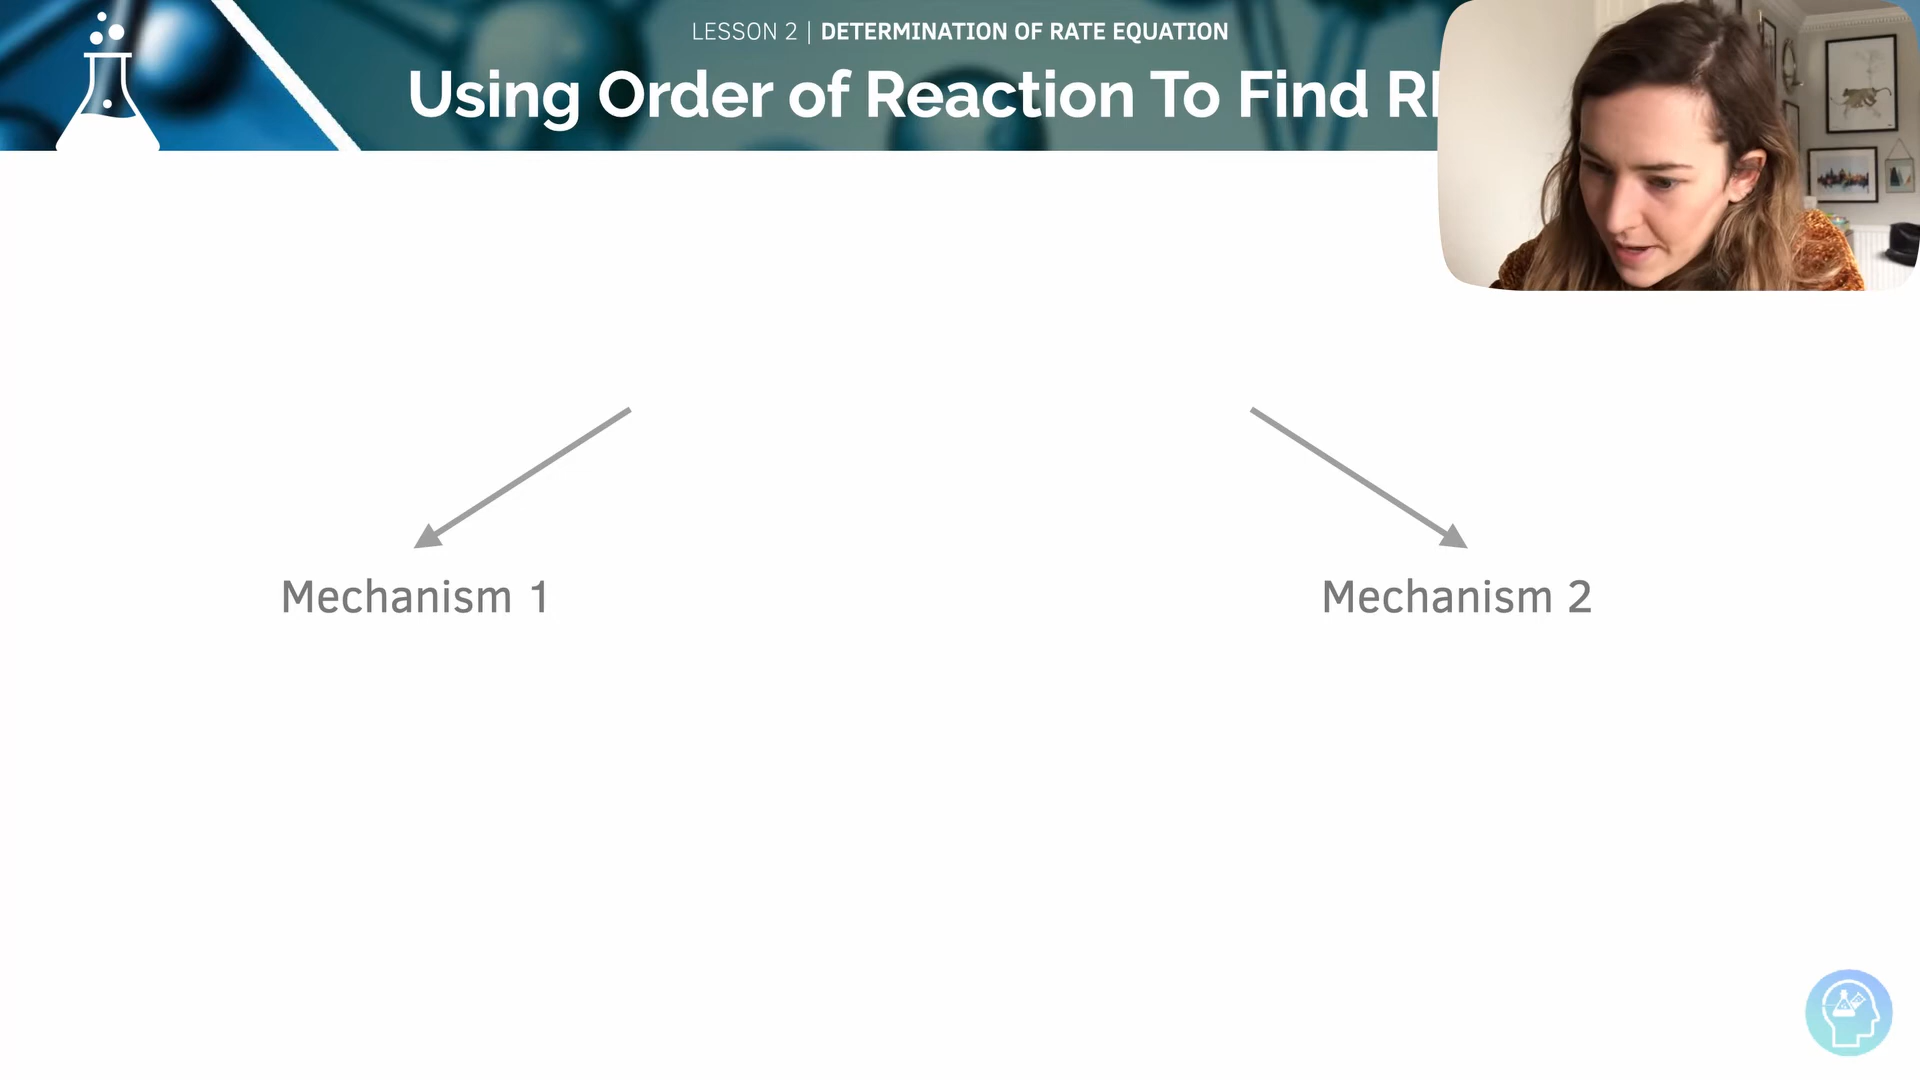 LESSON 2 | DETERMINATION OF RATE EQUATION
Using Order of Reaction To Find
Mechanism 1
Mechanism 2